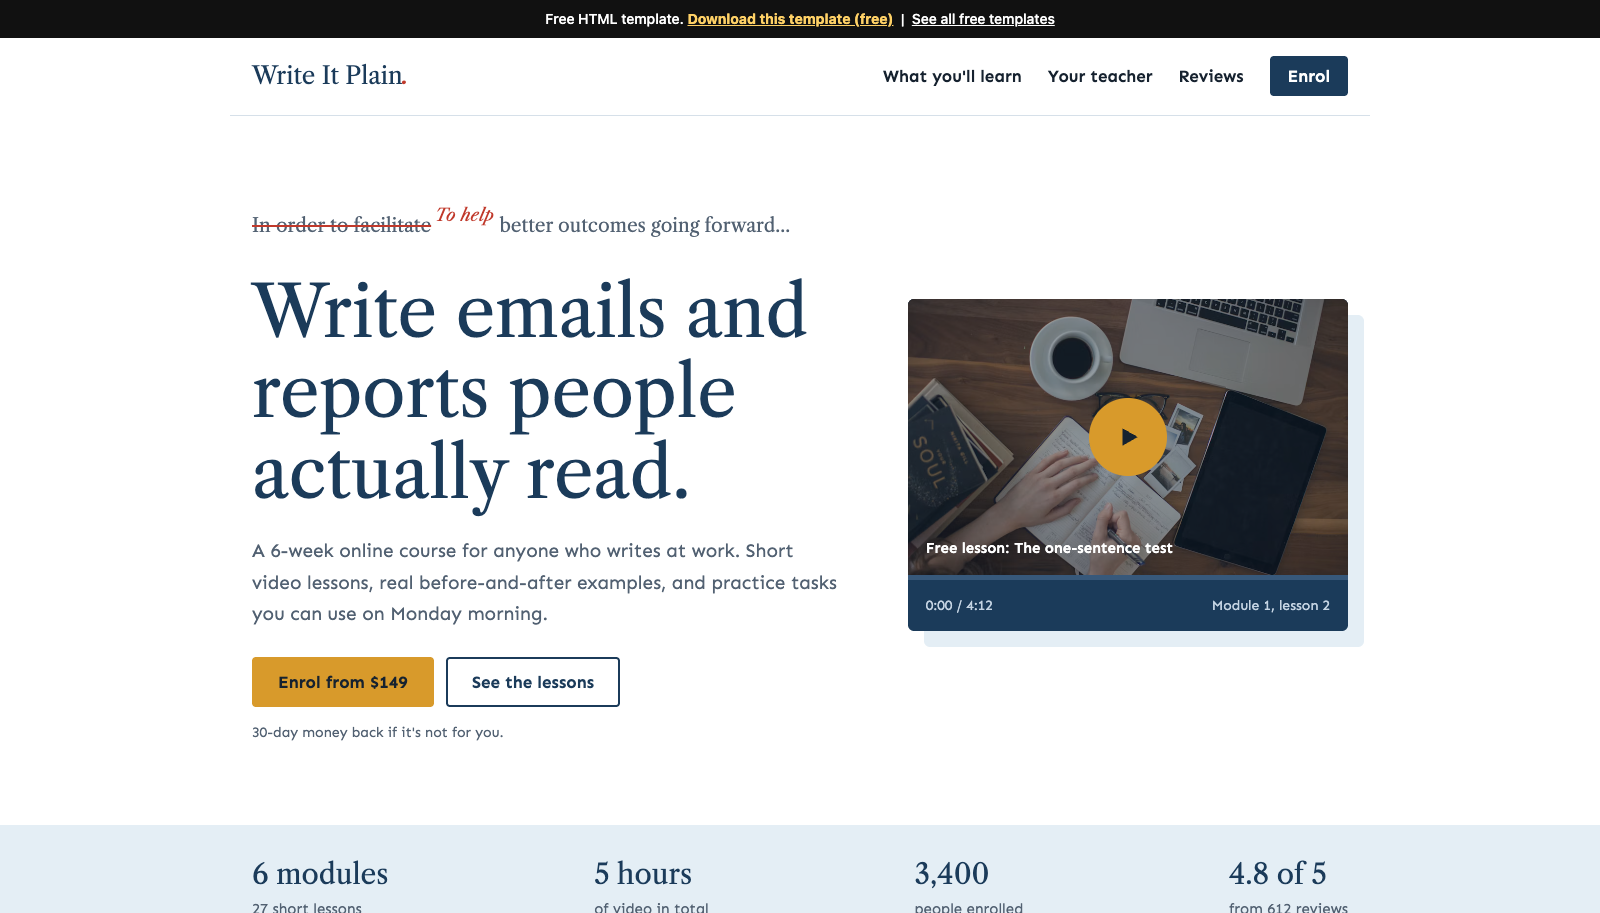 Free HTML template. Download this template (free) | See all free templates
Write It Plain.
What you'll learn
Your teacher
Reviews
Enrol
In order to facilitate To help better outcomes going forward...
Write emails and
reports people
actually read.
A 6-week online course for anyone who writes at work. Short
video lessons, real before-and-after examples, and practice tasks
you can use on Monday morning.
Enrol from $149
See the lessons
30-day money back if it's not for you.
SOUL
Free lesson: The one-sentence test
0:00 / 4:12
Module 1, lesson 2
6 modules
27 short lessons
5 hours
of video in total
3,400
people enrolled
4.8 of 5
from 612 reviews